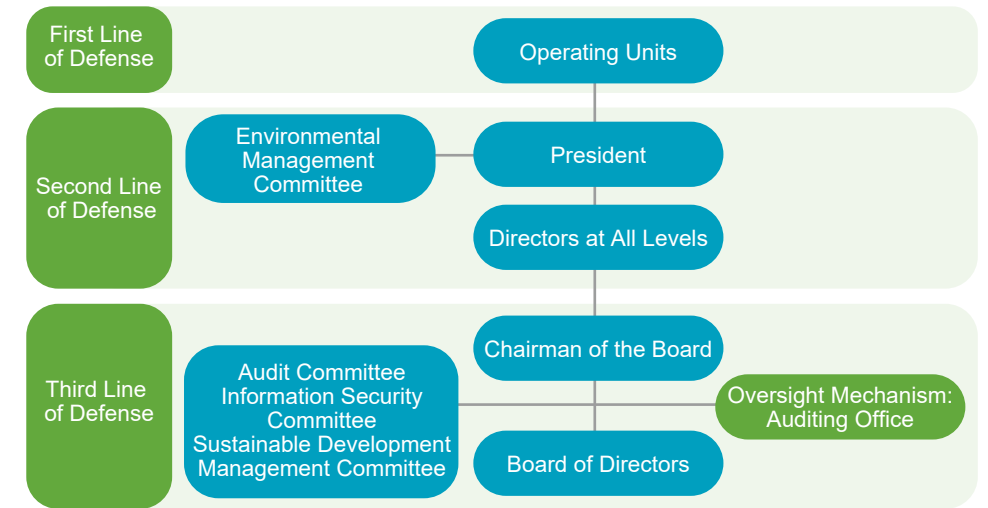 First Line
of Defense
Operating Units
Second Line
of Defense
Environmental
Management
Committee
President
Directors at All Levels
Third Line
of Defense
Chairman of the Board
Audit Committee
Information Security
Committee
Sustainable Development
Management Committee
Oversight Mechanism:
Auditing Office
Board of Directors